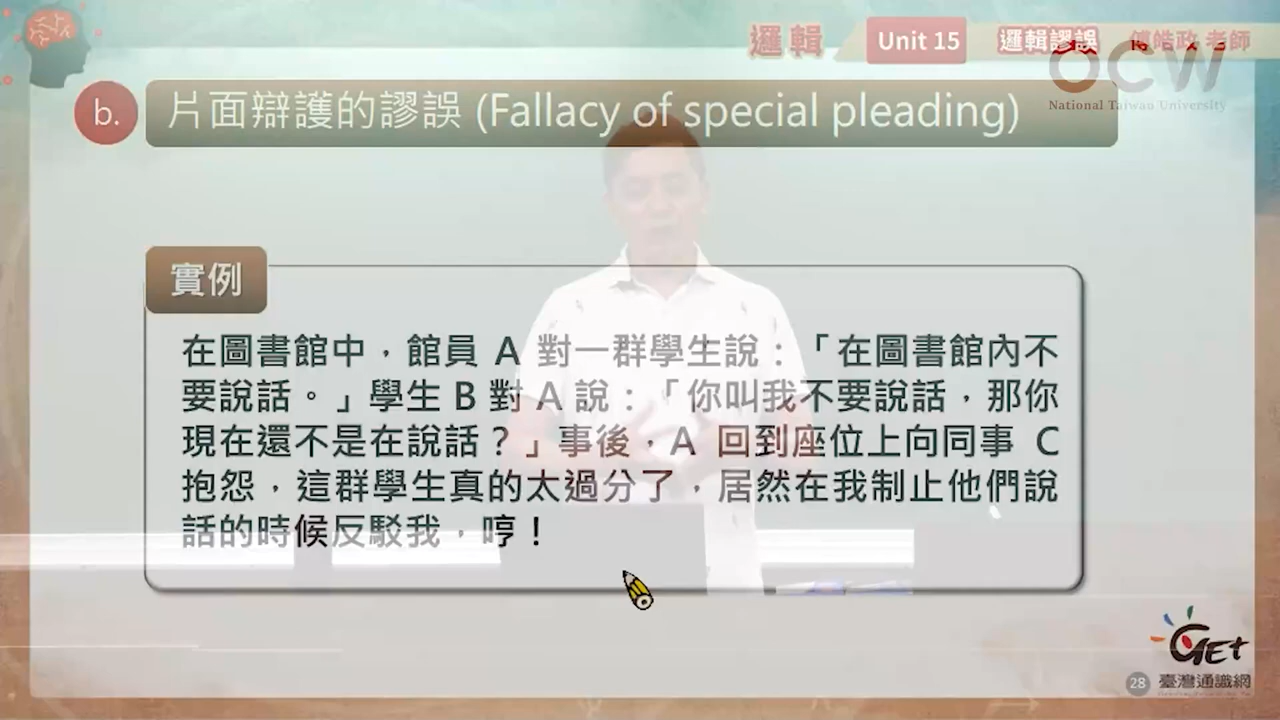 邏輯 Unit 15 邏輯謬誤 傅皓政 老師
OCW
National Taiwan University
b. 片面辯護的謬誤 (Fallacy of special pleading)
實例
在圖書館中，館員 A 對一群學生說：「在圖書館內不
要說話。」學生 B 對 A 說：「你叫我不要說話，那你
現在還不是在說話？」事後，A 回到座位上向同事 C
抱怨，這群學生真的太過分了，居然在我制止他們說
話的時候反駁我，哼！
GET
28 臺灣通識網